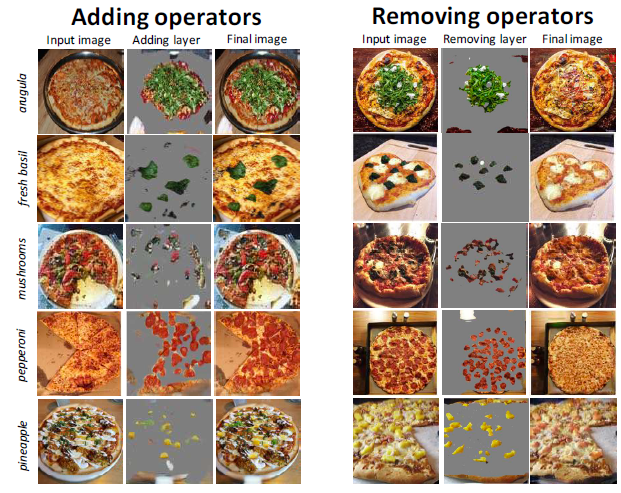 Adding operators
Removing operators
Input image Adding layer Final image
Input image Removing layer Final image
arugula
fresh basil
mushrooms
pepperoni
pineapple